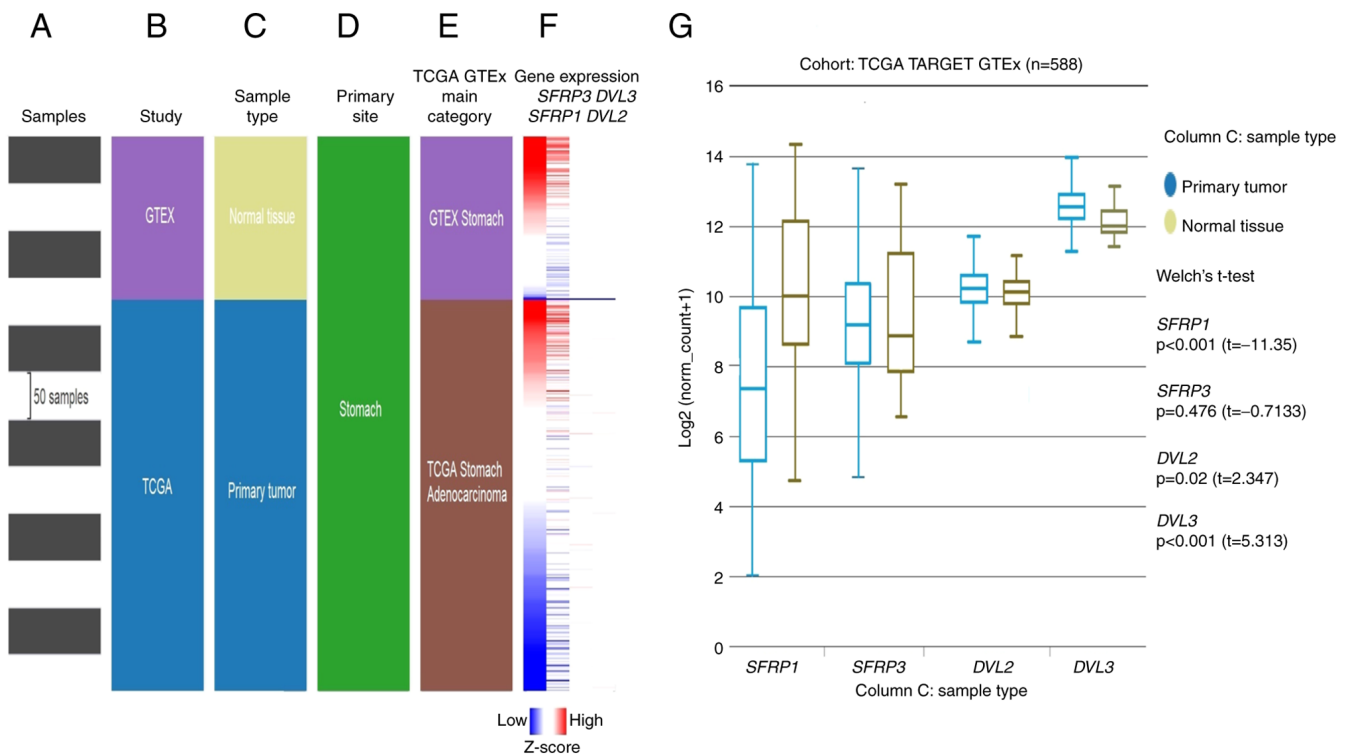 A
B
C
D
E
F
G
Samples
Study
Sample
type
Primary
site
TCGA GTEx
main
category
Gene expression
SFRP3 DVL3
SFRP1 DVL2
GTEX
Normal tissue
GTEX Stomach
50 samples
Stomach
TCGA
Primary tumor
TCGA Stomach
Adenocarcinoma
Low
High
Z-score
Cohort: TCGA TARGET GTEx (n=588)
Log2 (norm_count+1)
16
14
12
10
8
6
4
2
0
SFRP1
SFRP3
DVL2
DVL3
Column C: sample type
Column C: sample type
Primary tumor
Normal tissue
Welch's t-test
SFRP1
p<0.001 (t=−11.35)
SFRP3
p=0.476 (t=−0.7133)
DVL2
p=0.02 (t=2.347)
DVL3
p<0.001 (t=5.313)